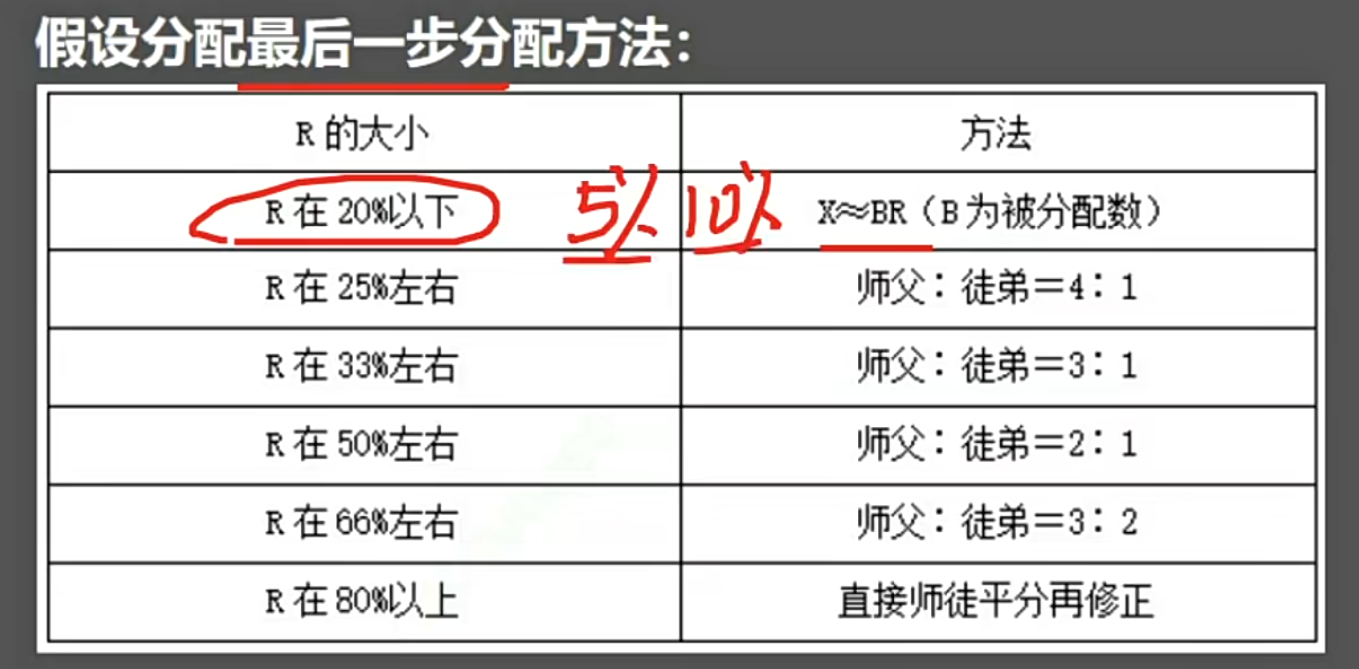 假设分配最后一步分配方法：
R 的大小 方法
R 在 20%以下 5% 10% X≈BR（B 为被分配数）
R 在 25%左右 师父：徒弟＝4：1
R 在 33%左右 师父：徒弟＝3：1
R 在 50%左右 师父：徒弟＝2：1
R 在 66%左右 师父：徒弟＝3：2
R 在 80%以上 直接师徒平分再修正